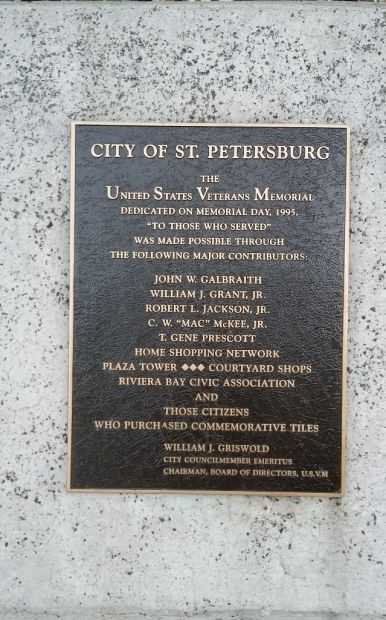 CITY OF ST. PETERSBURG
THE
UNITED STATES VETERANS MEMORIAL
DEDICATED ON MEMORIAL DAY, 1995,
"TO THOSE WHO SERVED"
WAS MADE POSSIBLE THROUGH
THE FOLLOWING MAJOR CONTRIBUTORS:
JOHN W. GALBRAITH
WILLIAM J. GRANT, JR.
ROBERT L. JACKSON, JR.
C. W. "MAC" McKEE, JR.
T. GENE PRESCOTT
HOME SHOPPING NETWORK
PLAZA TOWER ◆◆◆ COURTYARD SHOPS
RIVIERA BAY CIVIC ASSOCIATION
AND
THOSE CITIZENS
WHO PURCHASED COMMEMORATIVE TILES
WILLIAM J. GRISWOLD
CITY COUNCILMEMBER EMERITUS
CHAIRMAN, BOARD OF DIRECTORS, U.S.V.M